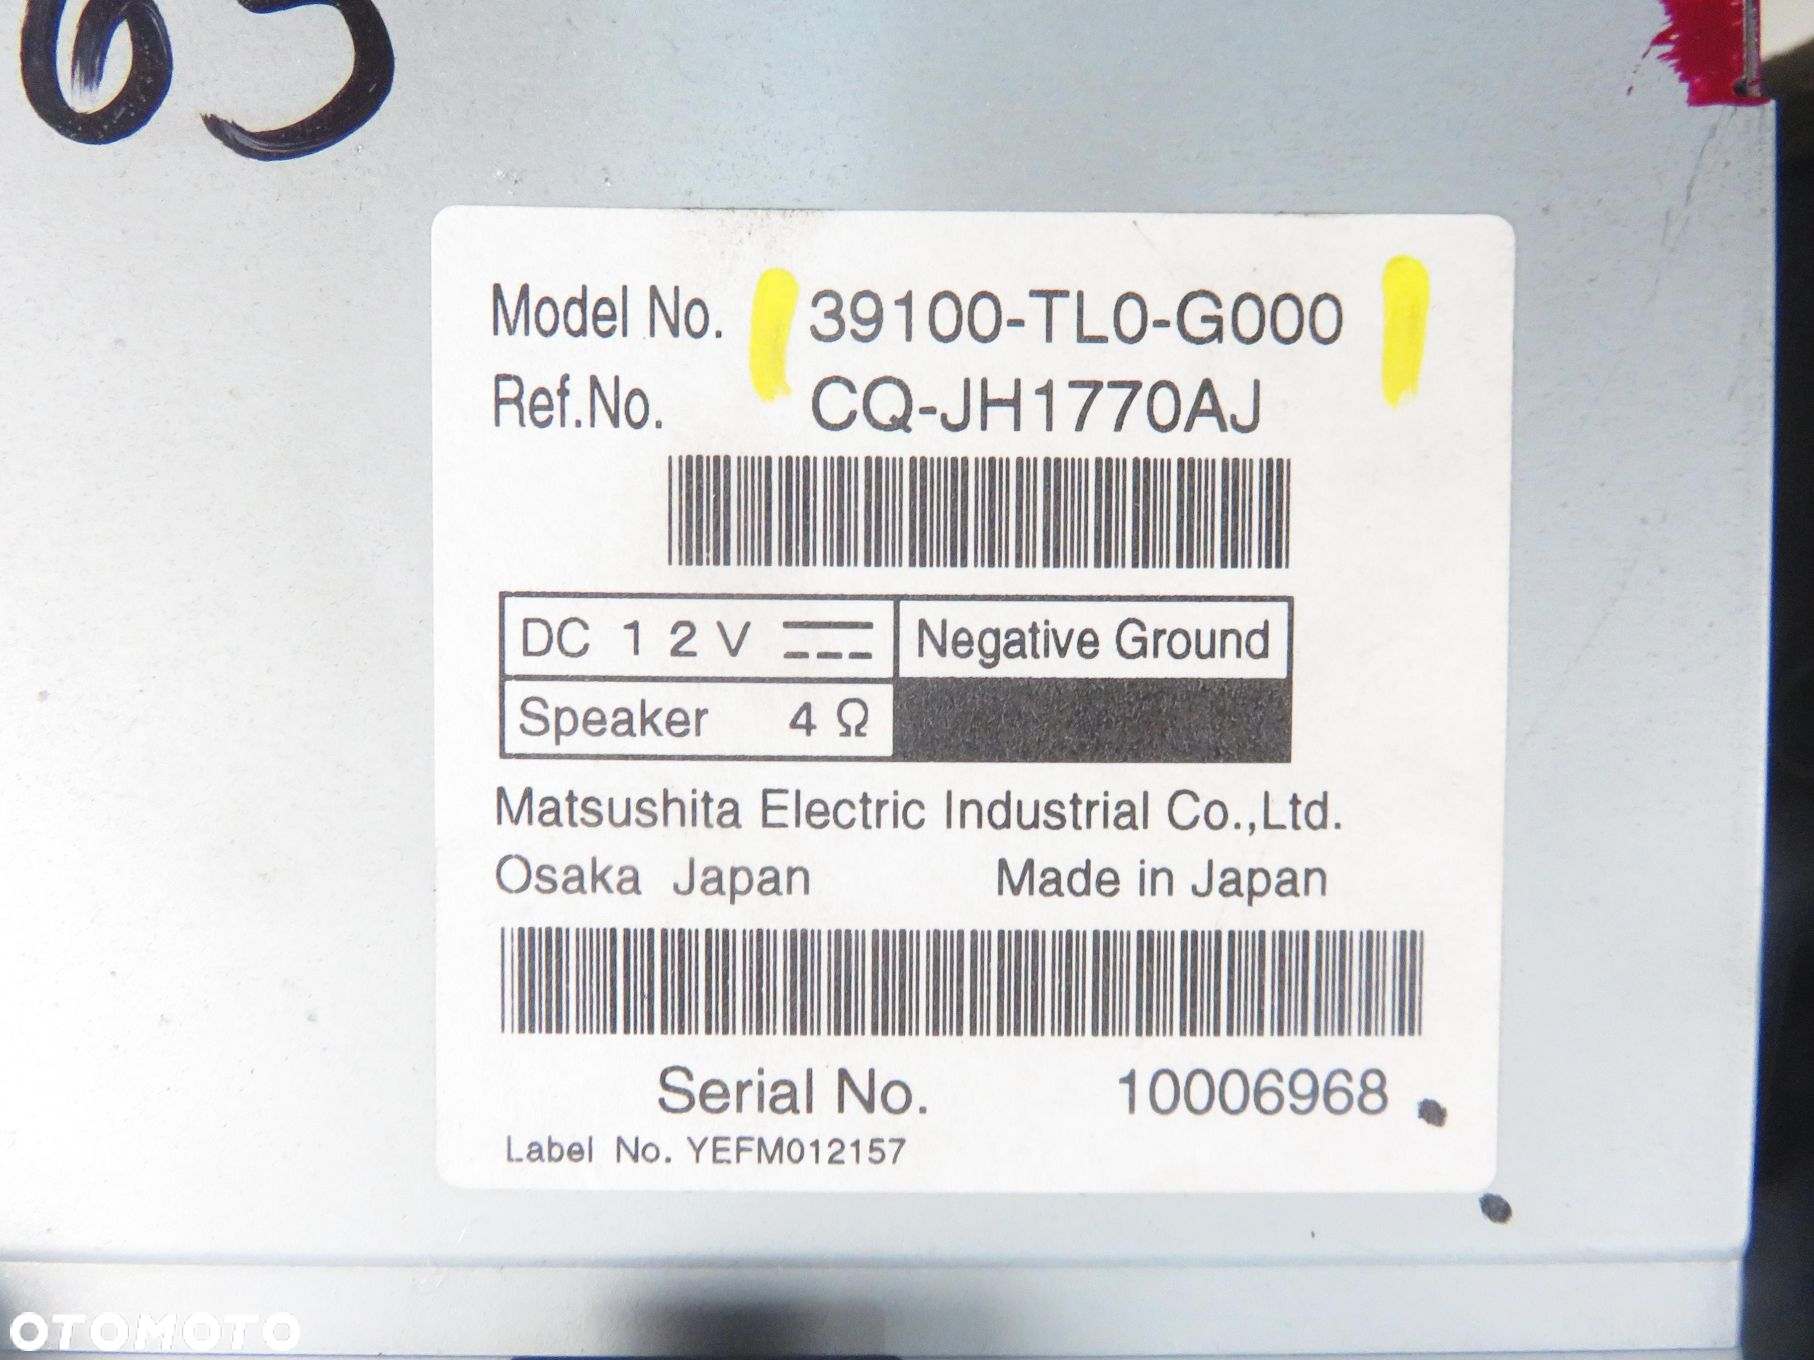 Model No. 39100-TL0-G000
Ref.No. CQ-JH1770AJ
DC 12V Negative Ground
Speaker 4Ω
Matsushita Electric Industrial Co.,Ltd.
Osaka Japan Made in Japan
Serial No. 10006968
Label No. YEFM012157
OTOMOTO